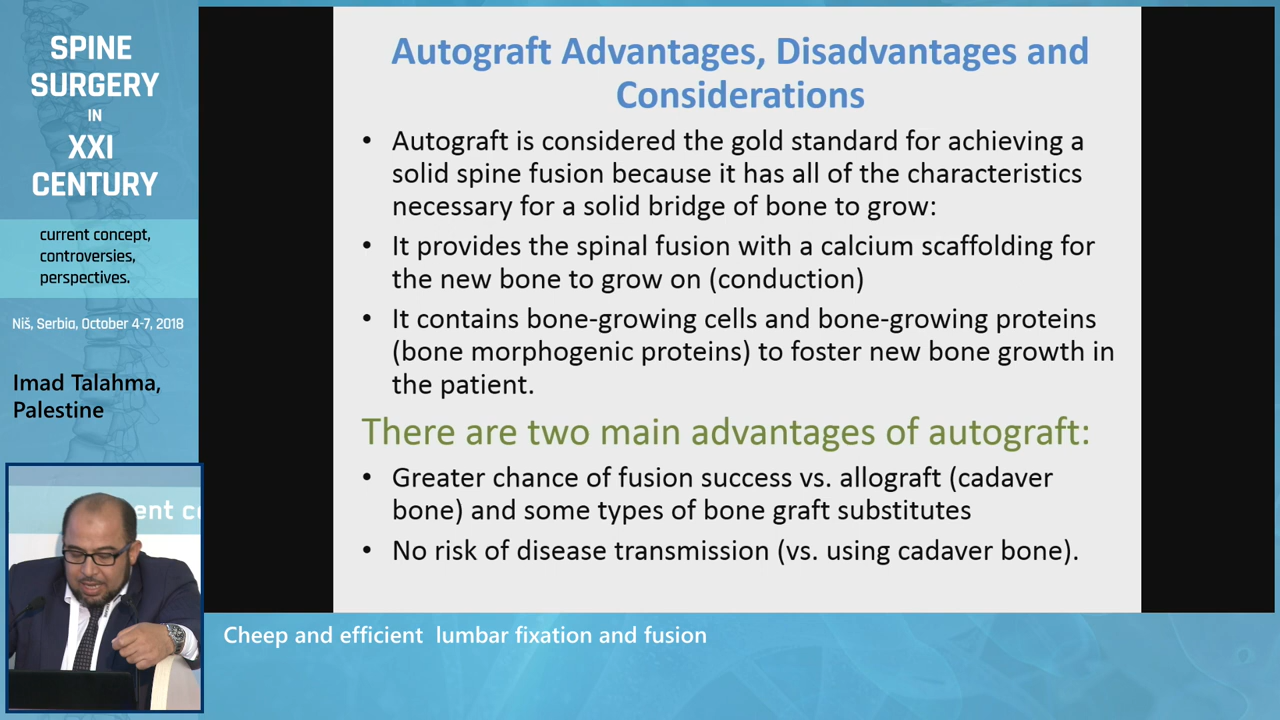 SPINE
SURGERY
IN
XXI
CENTURY
current concept,
controversies,
perspectives.
Niš, Serbia, October 4-7, 2018
Imad Talahma,
Palestine
ent c
Autograft Advantages, Disadvantages and
Considerations
• Autograft is considered the gold standard for achieving a
solid spine fusion because it has all of the characteristics
necessary for a solid bridge of bone to grow:
• It provides the spinal fusion with a calcium scaffolding for
the new bone to grow on (conduction)
• It contains bone-growing cells and bone-growing proteins
(bone morphogenic proteins) to foster new bone growth in
the patient.
There are two main advantages of autograft:
• Greater chance of fusion success vs. allograft (cadaver
bone) and some types of bone graft substitutes
• No risk of disease transmission (vs. using cadaver bone).
Cheep and efficient lumbar fixation and fusion